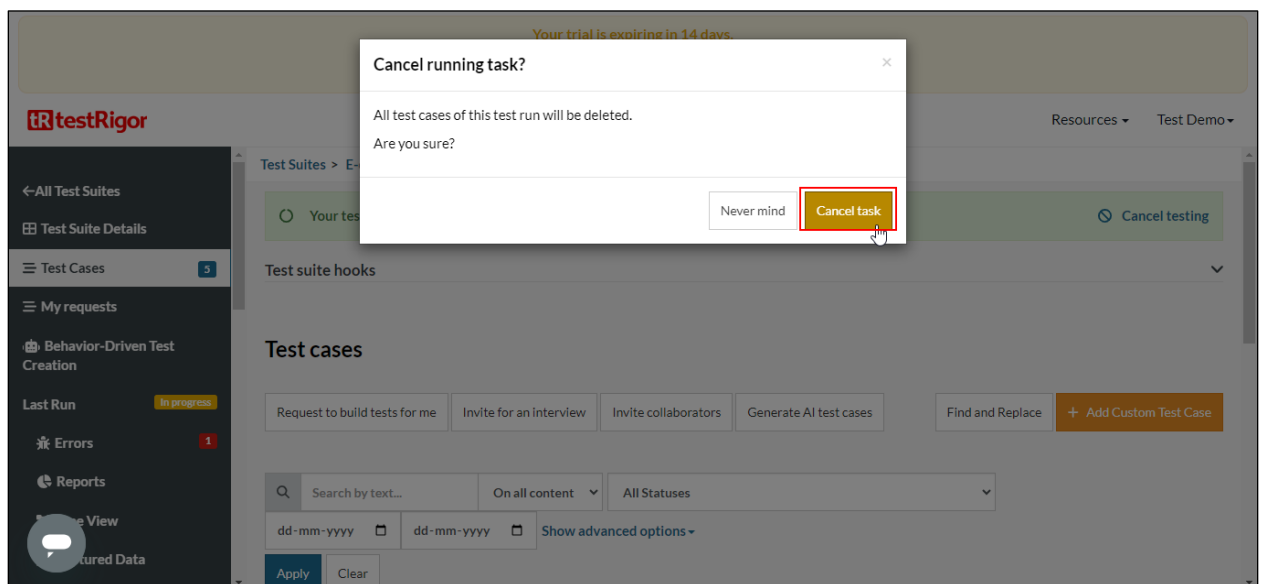 Your trial is expiring in 14 days.
Cancel running task?
×
All test cases of this test run will be deleted.
Are you sure?
Never mind
Cancel task
tR testRigor
Resources
Test Demo
←All Test Suites
Test Suite Details
Test Cases 5
My requests
Behavior-Driven Test
Creation
Last Run In progress
Errors 1
Reports
View
Data
Test Suites > E-
Your tes
Cancel testing
Test suite hooks
Test cases
Request to build tests for me
Invite for an interview
Invite collaborators
Generate AI test cases
Find and Replace
+ Add Custom Test Case
Search by text...
On all content
All Statuses
dd-mm-yyyy
dd-mm-yyyy
Show advanced options
Apply
Clear